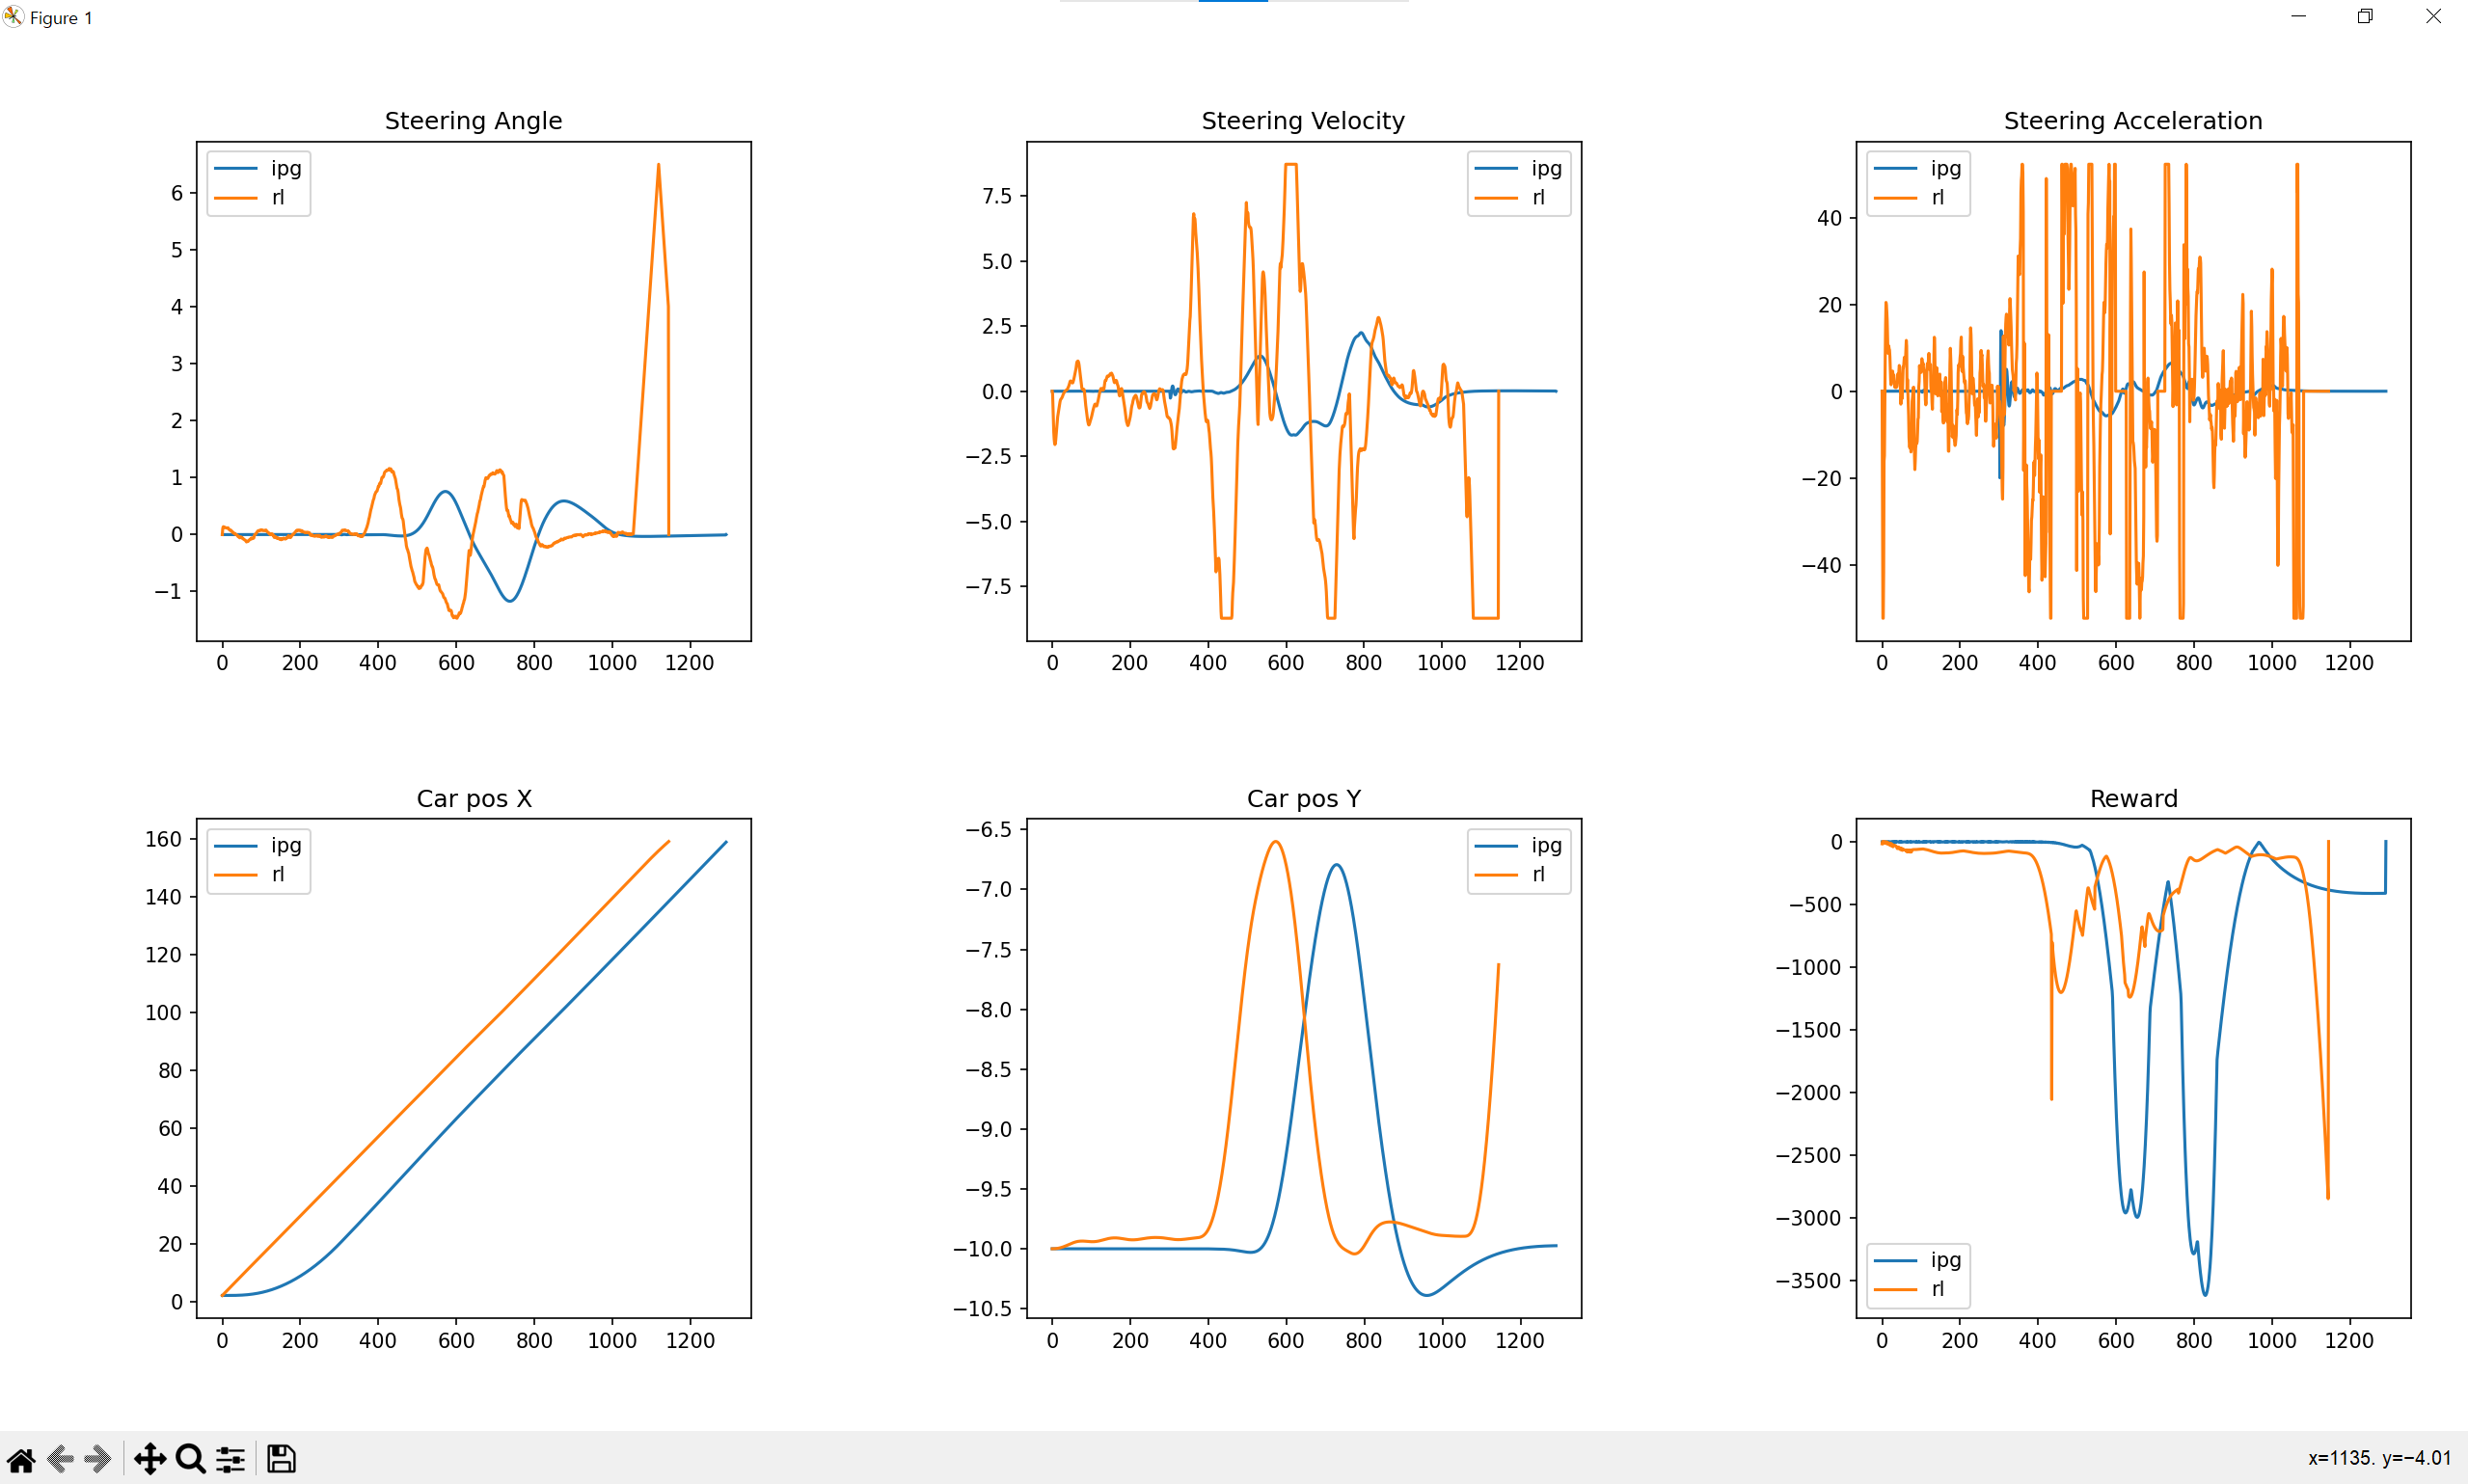 Figure 1
Steering Angle
ipg
rl
6
5
4
3
2
1
0
−1
0 200 400 600 800 1000 1200
Steering Velocity
ipg
rl
7.5
5.0
2.5
0.0
−2.5
−5.0
−7.5
0 200 400 600 800 1000 1200
Steering Acceleration
ipg
rl
40
20
0
−20
−40
0 200 400 600 800 1000 1200
Car pos X
ipg
rl
160
140
120
100
80
60
40
20
0
0 200 400 600 800 1000 1200
Car pos Y
ipg
rl
−6.5
−7.0
−7.5
−8.0
−8.5
−9.0
−9.5
−10.0
−10.5
0 200 400 600 800 1000 1200
Reward
0
−500
−1000
−1500
−2000
−2500
−3000
−3500
ipg
rl
0 200 400 600 800 1000 1200
x=1135. y=−4.01